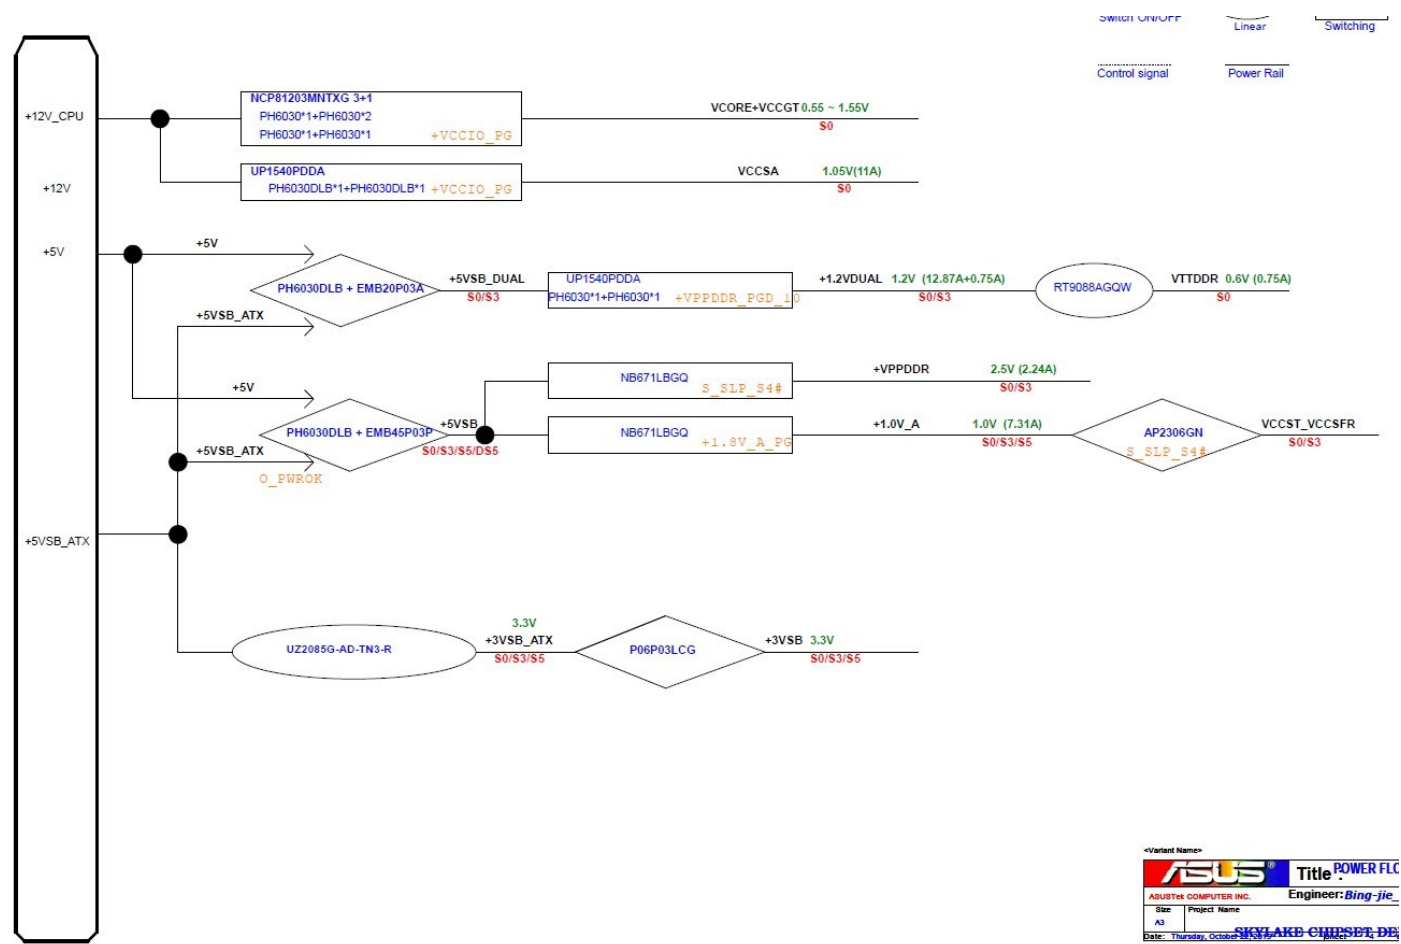 Switch ON/OFF
Linear
Switching
Control signal
Power Rail
+12V_CPU
NCP81203MNTXG 3+1
PH6030*1+PH6030*2
PH6030*1+PH6030*1
+VCCIO_PG
VCORE+VCCGT 0.55 ~ 1.55V
S0
+12V
UP1540PDDA
PH6030DLB*1+PH6030DLB*1 +VCCIO_PG
VCCSA 1.05V(11A)
S0
+5V
+5V
PH6030DLB + EMB20P03A
+5VSB_DUAL
S0/S3
UP1540PDDA
PH6030*1+PH6030*1 +VPPDDR_PGD_10
+1.2VDUAL 1.2V (12.87A+0.75A)
S0/S3
RT9088AGQW
VTTDDR 0.6V (0.75A)
S0
+5VSB_ATX
+5V
NB671LBGQ
S_SLP_S4#
+VPPDDR 2.5V (2.24A)
S0/S3
PH6030DLB + EMB45P03P
+5VSB
S0/S3/S5/DS5
NB671LBGQ
+1.8V_A_PG
+1.0V_A 1.0V (7.31A)
S0/S3/S5
AP2306GN
S_SLP_S4#
VCCST_VCCSFR
S0/S3
+5VSB_ATX
O_PWROK
+5VSB_ATX
UZ2085G-AD-TN3-R
3.3V
+3VSB_ATX
S0/S3/S5
P06P03LCG
+3VSB 3.3V
S0/S3/S5
<Variant Name>
ASUS®
Title :
POWER FLO
ASUSTeK COMPUTER INC.
Engineer: Bing-jie_
Size
Project Name
A3
SKYLAKE CHIPSET DE
Date: Thursday, October